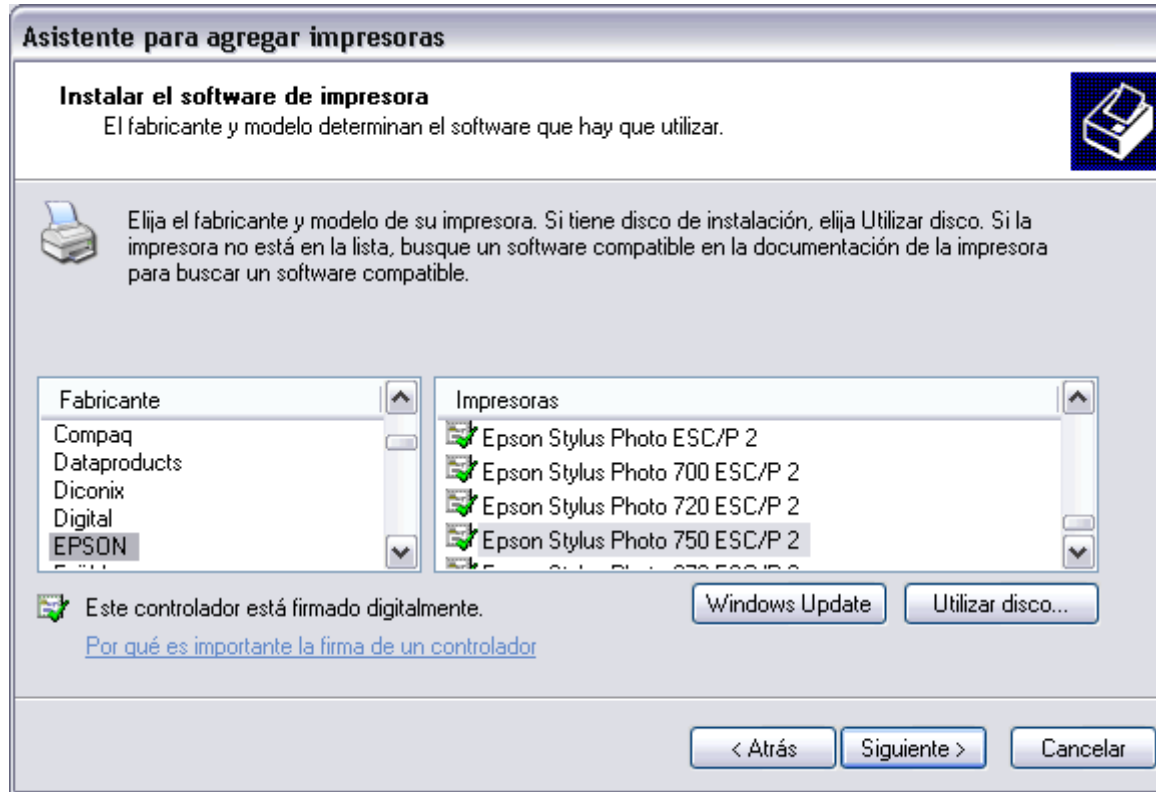 Asistente para agregar impresoras
Instalar el software de impresora
El fabricante y modelo determinan el software que hay que utilizar.
Elija el fabricante y modelo de su impresora. Si tiene disco de instalación, elija Utilizar disco. Si la
impresora no está en la lista, busque un software compatible en la documentación de la impresora
para buscar un software compatible.
Fabricante
Compaq
Dataproducts
Diconix
Digital
EPSON
Impresoras
Epson Stylus Photo ESC/P 2
Epson Stylus Photo 700 ESC/P 2
Epson Stylus Photo 720 ESC/P 2
Epson Stylus Photo 750 ESC/P 2
Este controlador está firmado digitalmente.
Por qué es importante la firma de un controlador
Windows Update
Utilizar disco...
< Atrás
Siguiente >
Cancelar